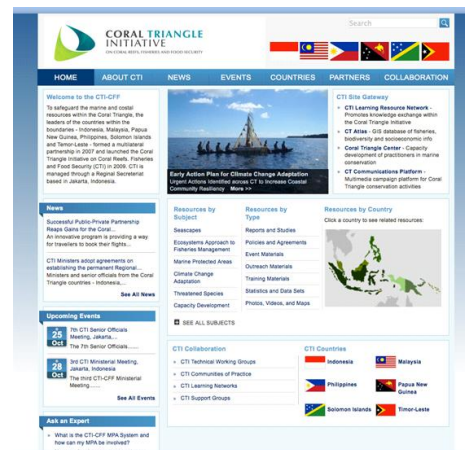 CORAL TRIANGLE
INITIATIVE
ON CORAL REEFS, FISHERIES AND FOOD SECURITY
Search
HOME
ABOUT CTI
NEWS
EVENTS
COUNTRIES
PARTNERS
COLLABORATION
Welcome to the CTI-CFF
To safeguard the marine and costal
resources within the Coral Triangle, the
leaders of the countries within the
boundaries - Indonesia, Malaysia, Papua
New Guinea, Philippines, Solomon Islands
and Timor-Leste - formed a multilateral
partnership in 2007 and launched the Coral
Triangle Initiative on Coral Reefs, Fisheries
and Food Security (CTI) in 2009. CTI is
managed through a Reginal Secretariat
based in Jakarta, Indonesia.
Early Action Plan for Climate Change Adaptation
Urgent Actions Identified across CT to Increase Coastal
Community Resiliency More >>
CTI Site Gateway
CTI Learning Resource Network -
Promotes knowledge exchange within
the Coral Triangle Initiative
CT Atlas - GIS database of fisheries,
biodiversity and socioeconomic info
Coral Triangle Center - Capacity
development of practitioners in marine
conservation
CT Communications Platform -
Multimedia campaign platform for Coral
Triangle conservation activities
News
Successful Public-Private Partnership
Reaps Gains for the Coral...
An innovative program is providing a way
for travelers to book their flights...
CTI Ministers adopt agreements on
establishing the permanent Regional...
Ministers and senior officials from the Coral
Triangle countries - Indonesia,...
See All News
Resources by
Subject
Seascapes
Ecosystems Approach to
Fisheries Management
Marine Protected Areas
Climate Change
Adaptation
Threatened Species
Capacity Development
SEE ALL SUBJECTS
Resources by
Type
Reports and Studies
Policies and Agreements
Event Materials
Outreach Materials
Training Materials
Statistics and Data Sets
Photos, Videos, and Maps
Resources by Country
Click a country to see related resources:
Upcoming Events
25
Oct
7th CTI Senior Officials
Meeting, Jakarta,...
The 7th Senior Officials......
28
Oct
3rd CTI Ministerial Meeting,
Jakarta, Indonesia
The third CTI-CFF Ministerial
Meeting......
See All Events
CTI Collaboration
CTI Technical Working Groups
CTI Communities of Practice
CTI Learning Networks
CTI Support Groups
CTI Countries
Indonesia
Malaysia
Philippines
Papua New
Guinea
Solomon Islands
Timor-Leste
Ask an Expert
What is the CTI-CFF MPA System and
how can my MPA be involved?